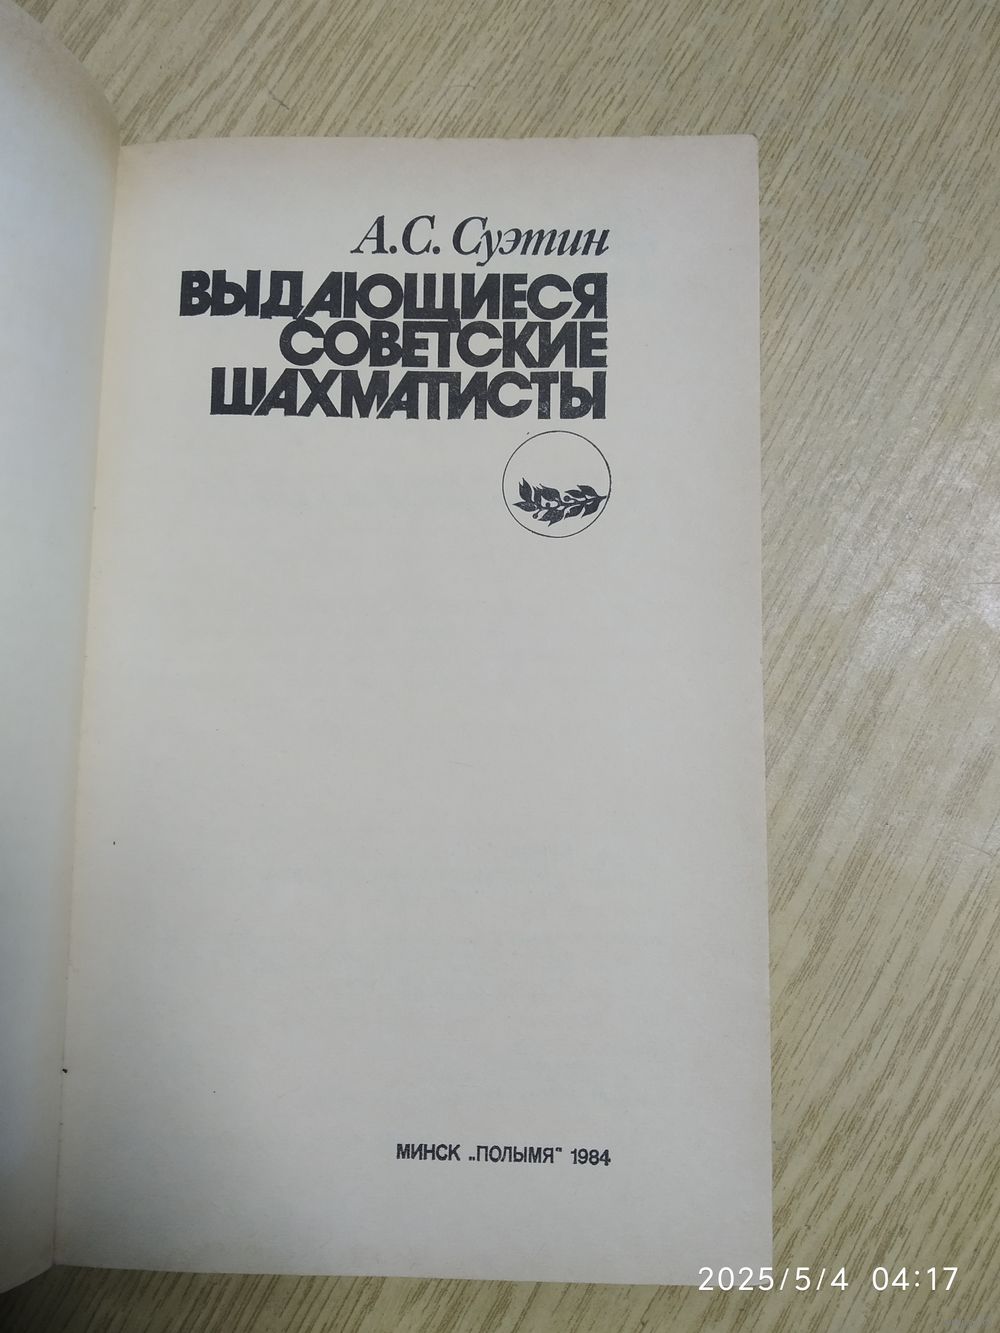 А.С. Суэтин
ВЫДАЮЩИЕСЯ
СОВЕТСКИЕ
ШАХМАТИСТЫ
МИНСК „ПОЛЫМЯ" 1984
2025/5/4 04:17